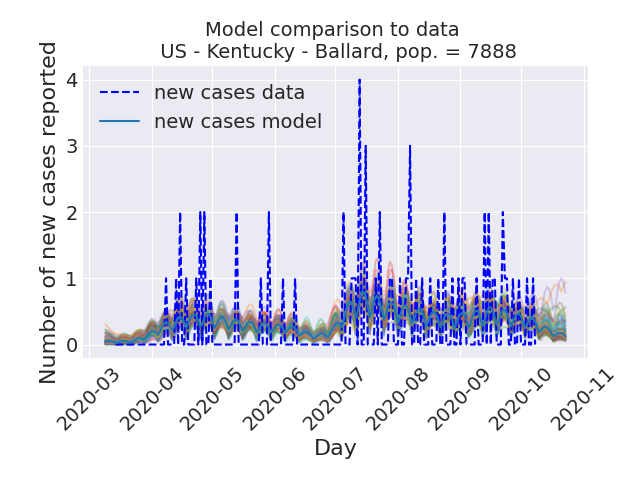 Model comparison to data
US - Kentucky - Ballard, pop. = 7888
Number of new cases reported
4
3
2
1
0
new cases data
new cases model
2020-03
2020-04
2020-05
2020-06
2020-07
2020-08
2020-09
2020-10
2020-11
Day